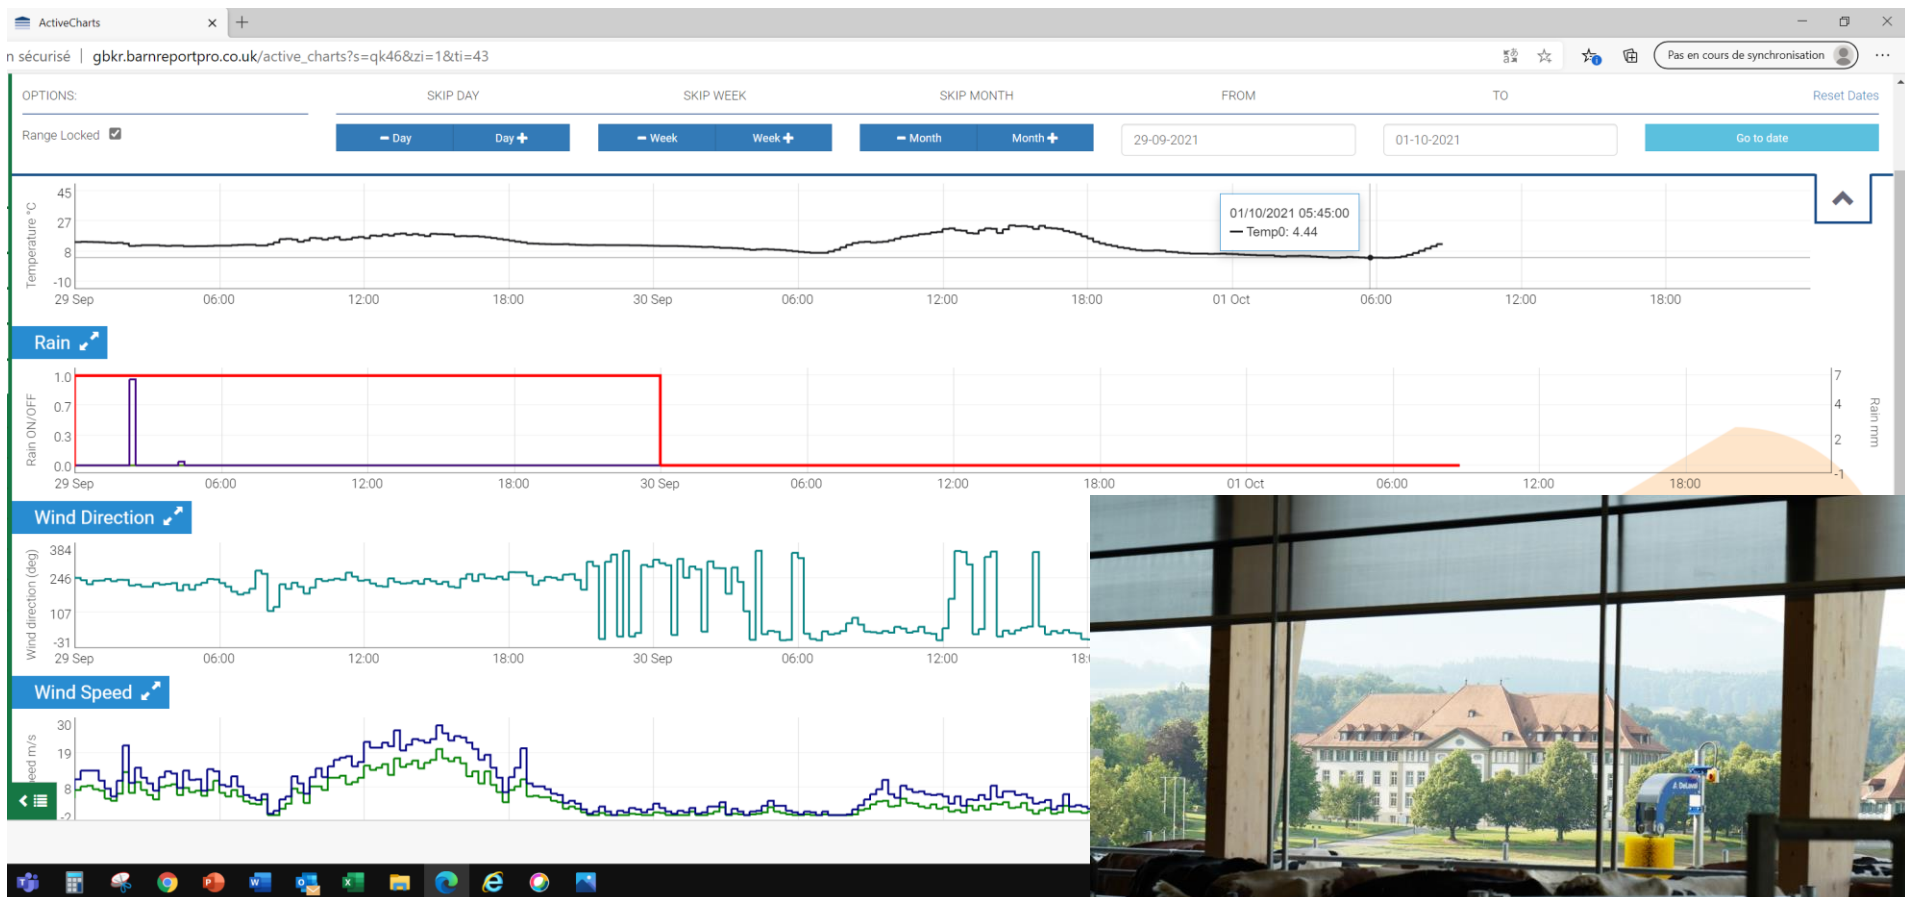 ActiveCharts
n sécurisé | gbkr.barnreportpro.co.uk/active_charts?s=qk46&zi=1&ti=43
Pas en cours de synchronisation
OPTIONS: SKIP DAY SKIP WEEK SKIP MONTH FROM TO Reset Dates
Range Locked Day Day Week Week Month Month 29-09-2021 01-10-2021 Go to date
Temperature °C
45
27
8
-10
01/10/2021 05:45:00
Temp0: 4.44
29 Sep 06:00 12:00 18:00 30 Sep 06:00 12:00 18:00 01 Oct 06:00 12:00 18:00
Rain
Rain ON/OFF
1.0
0.7
0.3
0.0
7
4
2
-1
Rain mm
29 Sep 06:00 12:00 18:00 30 Sep 06:00 12:00 18:00 01 Oct 06:00 12:00 18:00
Wind Direction
Wind direction (deg)
384
246
107
-31
29 Sep 06:00 12:00 18:00 30 Sep 06:00 12:00 18:
Wind Speed
eed m/s
30
19
8
-2
DeLaval